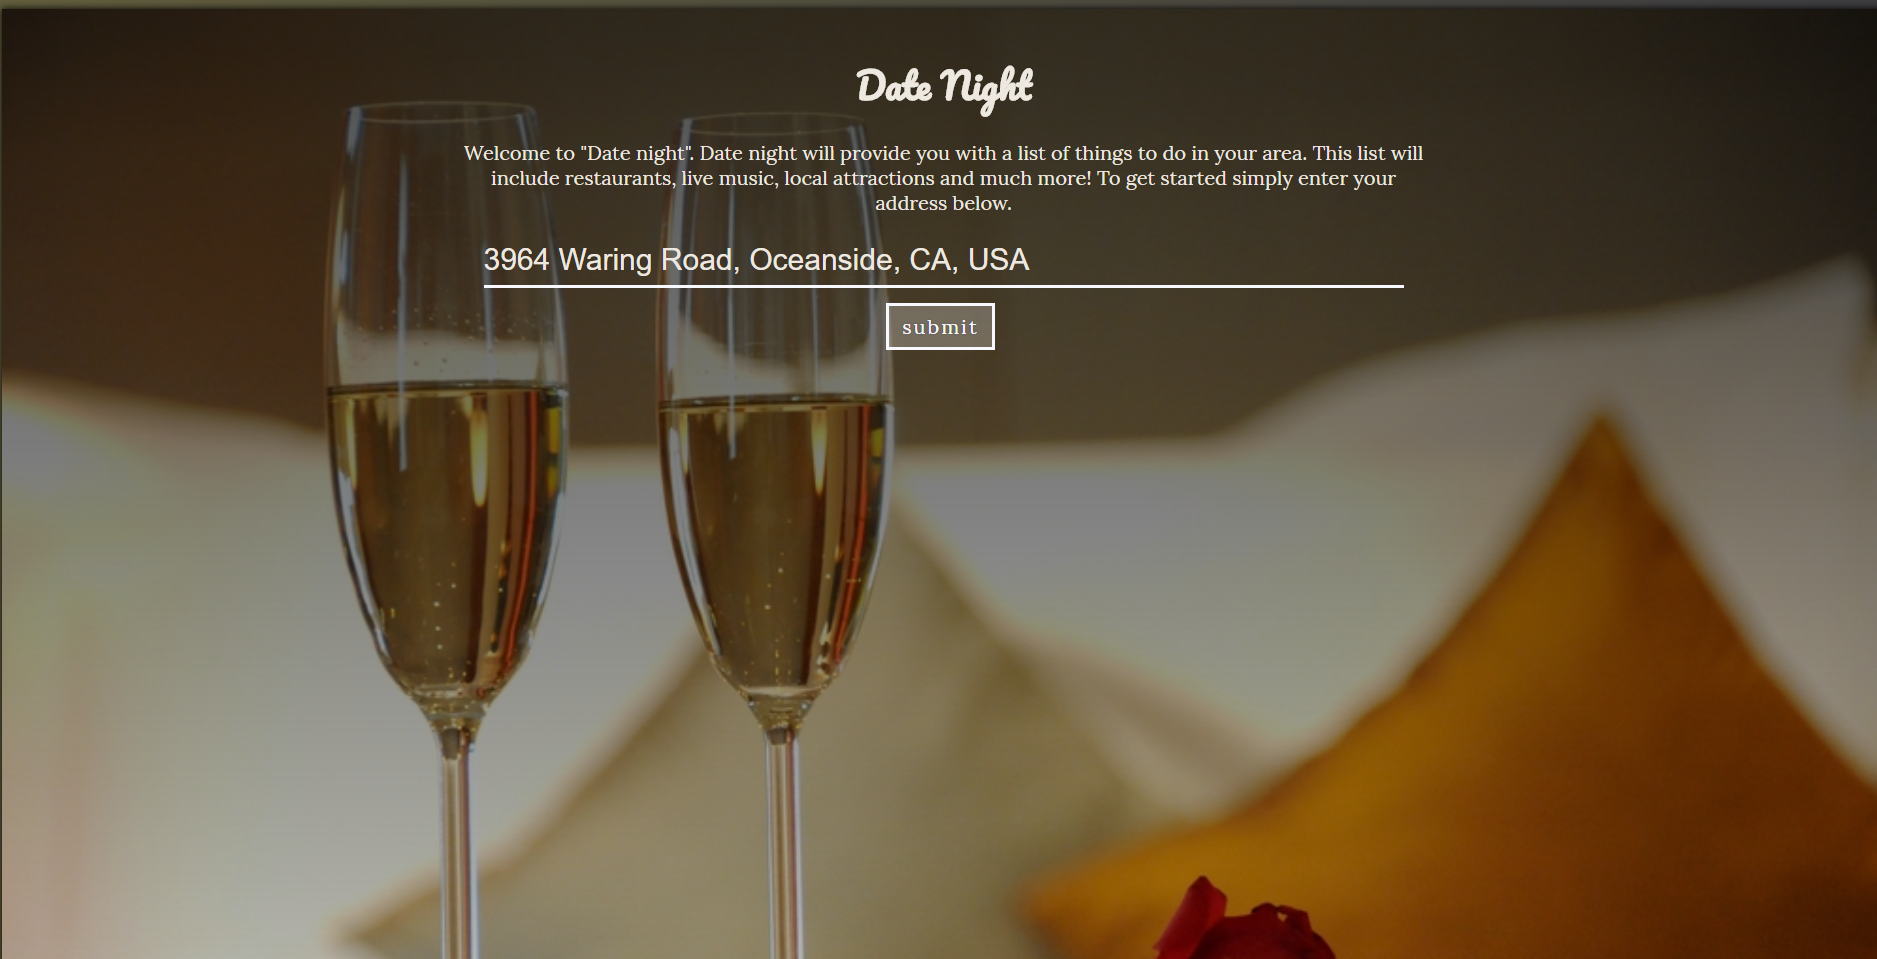 Date Night
Welcome to "Date night". Date night will provide you with a list of things to do in your area. This list will
include restaurants, live music, local attractions and much more! To get started simply enter your
address below.
3964 Waring Road, Oceanside, CA, USA
submit